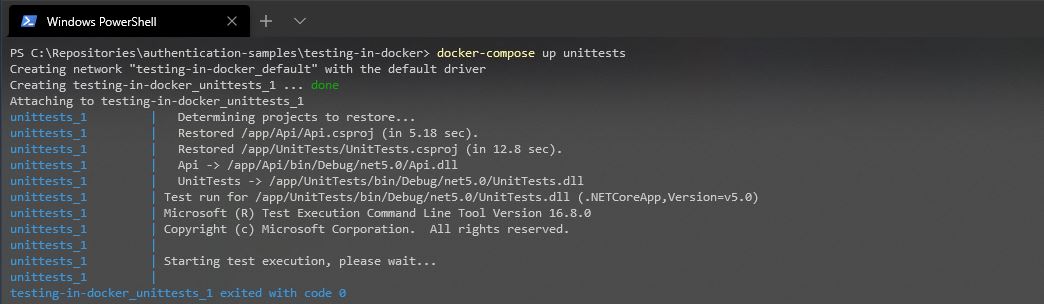 Windows PowerShell
PS C:\Repositories\authentication-samples\testing-in-docker> docker-compose up unittests
Creating network "testing-in-docker_default" with the default driver
Creating testing-in-docker_unittests_1 ... done
Attaching to testing-in-docker_unittests_1
unittests_1         |   Determining projects to restore...
unittests_1         |   Restored /app/Api/Api.csproj (in 5.18 sec).
unittests_1         |   Restored /app/UnitTests/UnitTests.csproj (in 12.8 sec).
unittests_1         |   Api -> /app/Api/bin/Debug/net5.0/Api.dll
unittests_1         |   UnitTests -> /app/UnitTests/bin/Debug/net5.0/UnitTests.dll
unittests_1         | Test run for /app/UnitTests/bin/Debug/net5.0/UnitTests.dll (.NETCoreApp,Version=v5.0)
unittests_1         | Microsoft (R) Test Execution Command Line Tool Version 16.8.0
unittests_1         | Copyright (c) Microsoft Corporation.  All rights reserved.
unittests_1         |
unittests_1         | Starting test execution, please wait...
unittests_1         |
testing-in-docker_unittests_1 exited with code 0